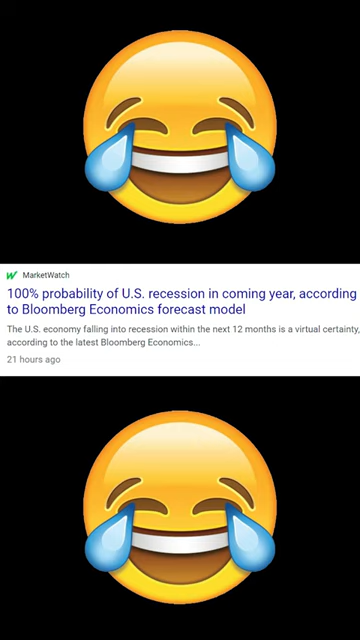 MarketWatch
100% probability of U.S. recession in coming year, according
to Bloomberg Economics forecast model
The U.S. economy falling into recession within the next 12 months is a virtual certainty,
according to the latest Bloomberg Economics...
21 hours ago